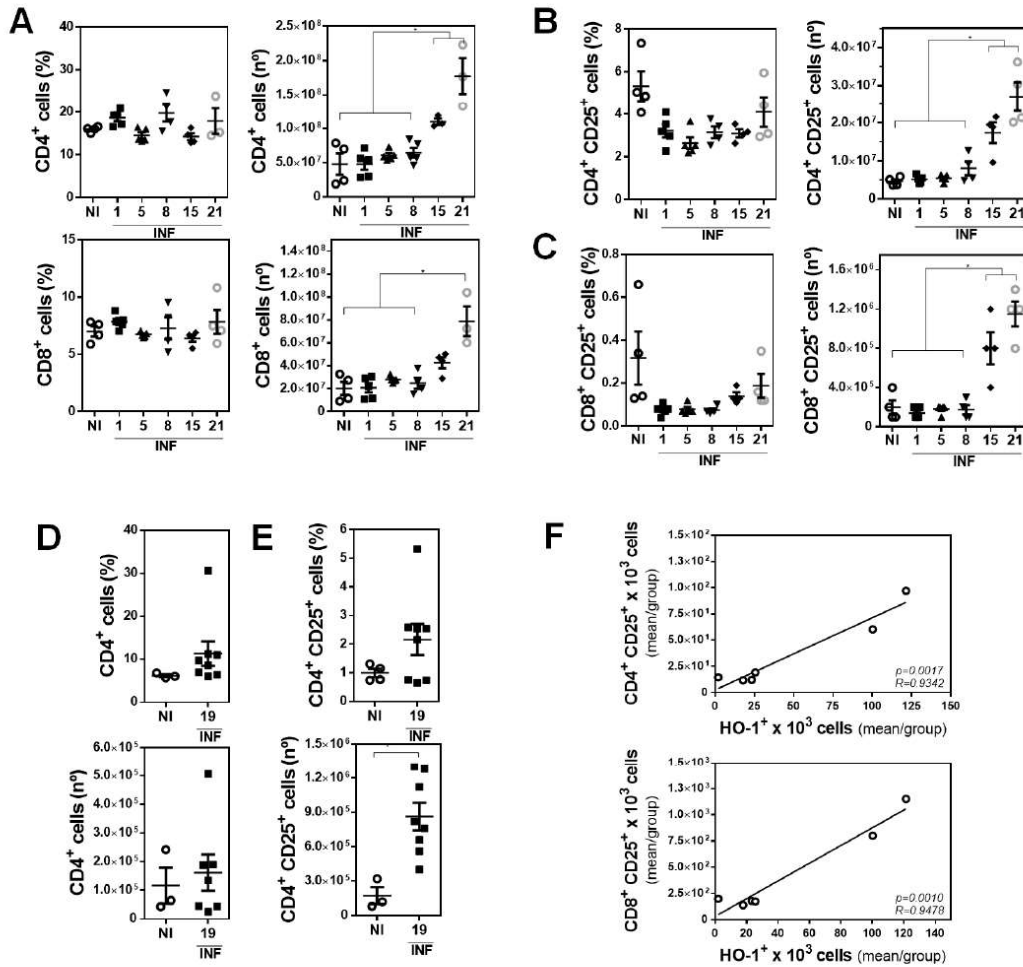 A
CD4⁺ cells (%)
40
30
20
10
0
NI 1 5 8 15 21
INF
CD4⁺ cells (nº)
2.5×10⁸
2.0×10⁸
1.5×10⁸
1.0×10⁸
5.0×10⁷
0
*
NI 1 5 8 15 21
INF
CD8⁺ cells (%)
15
10
5
0
NI 1 5 8 15 21
INF
CD8⁺ cells (nº)
1.4×10⁸
1.2×10⁸
1.0×10⁸
8.0×10⁷
6.0×10⁷
4.0×10⁷
2.0×10⁷
0
*
NI 1 5 8 15 21
INF
B
CD4⁺ CD25⁺ cells (%)
8
6
4
2
0
NI 1 5 8 15 21
INF
CD4⁺ CD25⁺ cells (nº)
4.0×10⁷
3.0×10⁷
2.0×10⁷
1.0×10⁷
0
*
NI 1 5 8 15 21
INF
C
CD8⁺ CD25⁺ cells (%)
0.8
0.6
0.4
0.2
0.0
NI 1 5 8 15 21
INF
CD8⁺ CD25⁺ cells (nº)
1.6×10⁶
1.2×10⁶
8.0×10⁵
4.0×10⁵
0
*
NI 1 5 8 15 21
INF
D
CD4⁺ cells (%)
40
30
20
10
0
NI 19
INF
CD4⁺ cells (nº)
6.0×10⁵
5.0×10⁵
4.0×10⁵
3.0×10⁵
2.0×10⁵
1.0×10⁵
0
NI 19
INF
E
CD4⁺ CD25⁺ cells (%)
6
5
4
3
2
1
0
NI 19
INF
CD4⁺ CD25⁺ cells (nº)
1.5×10⁶
1.2×10⁶
9.0×10⁵
6.0×10⁵
3.0×10⁵
0
*
NI 19
INF
F
CD4⁺ CD25⁺ x 10³ cells
(mean/group)
1.5×10²
1.0×10²
7.5×10¹
5.0×10¹
2.5×10¹
0
p=0.0017
R=0.9342
0 25 50 75 100 125 150
HO-1⁺ x 10³ cells (mean/group)
CD8⁺ CD25⁺ x 10³ cells
(mean/group)
1.5×10³
1.3×10³
1.0×10³
7.5×10²
5.0×10²
2.5×10²
0
p=0.0010
R=0.9478
0 20 40 60 80 100 120 140
HO-1⁺ x 10³ cells (mean/group)